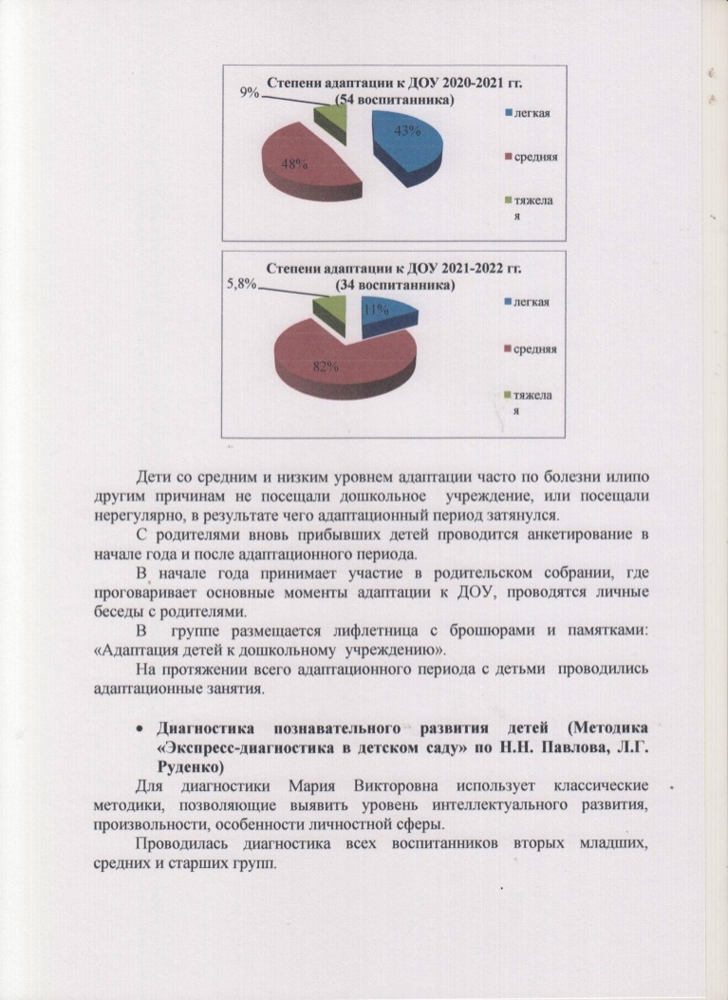 Степени адаптации к ДОУ 2020-2021 гг.
(54 воспитанника)
9%
43%
48%
легкая
средняя
тяжела
я
Степени адаптации к ДОУ 2021-2022 гг.
(34 воспитанника)
5,8%
11%
82%
легкая
средняя
тяжела
я
Дети со средним и низким уровнем адаптации часто по болезни илипо
другим причинам не посещали дошкольное учреждение, или посещали
нерегулярно, в результате чего адаптационный период затянулся.
С родителями вновь прибывших детей проводится анкетирование в
начале года и после адаптационного периода.
В начале года принимает участие в родительском собрании, где
проговаривает основные моменты адаптации к ДОУ, проводятся личные
беседы с родителями.
В группе размещается лифлетница с брошюрами и памятками:
«Адаптация детей к дошкольному учреждению».
На протяжении всего адаптационного периода с детьми проводились
адаптационные занятия.
• Диагностика познавательного развития детей (Методика
«Экспресс-диагностика в детском саду» по Н.Н. Павлова, Л.Г.
Руденко)
Для диагностики Мария Викторовна использует классические
методики, позволяющие выявить уровень интеллектуального развития,
произвольности, особенности личностной сферы.
Проводилась диагностика всех воспитанников вторых младших,
средних и старших групп.